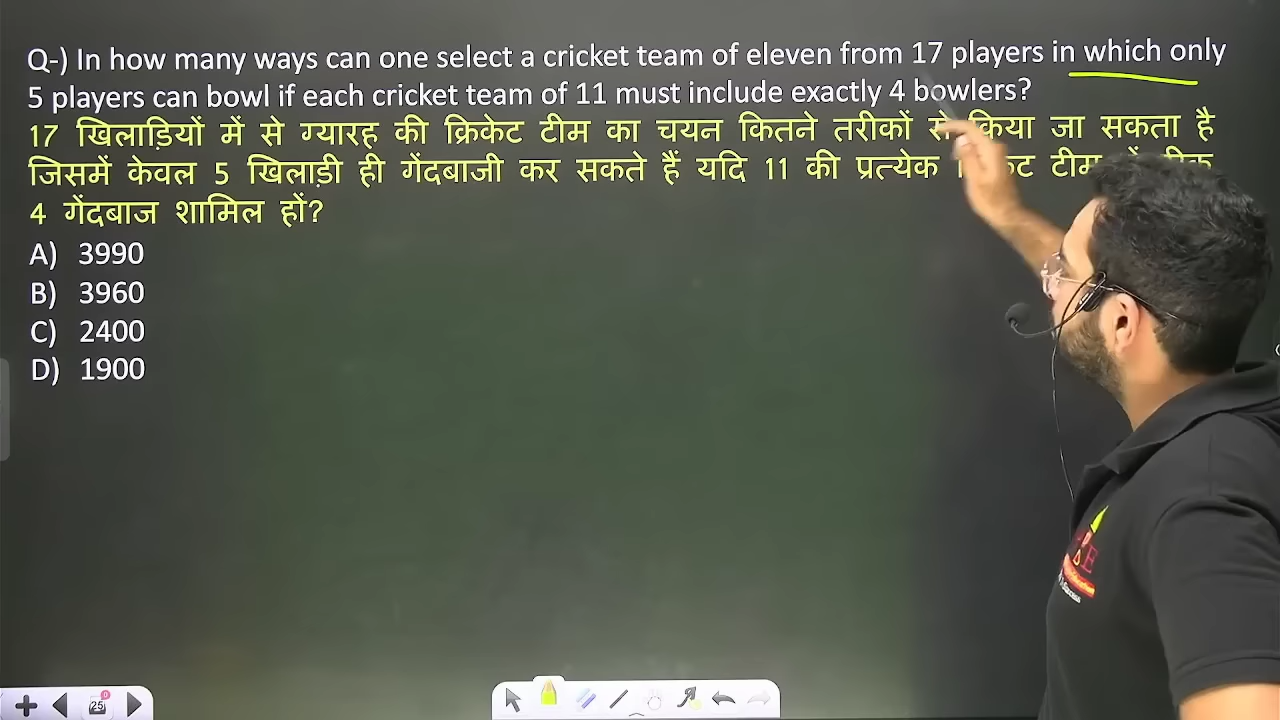 Q-) In how many ways can one select a cricket team of eleven from 17 players in which only
5 players can bowl if each cricket team of 11 must include exactly 4 bowlers?
17 खिलाड़ियों में से ग्यारह की क्रिकेट टीम का चयन कितने तरीकों से किया जा सकता है
जिसमें केवल 5 खिलाड़ी ही गेंदबाजी कर सकते हैं यदि 11 की प्रत्येक
4 गेंदबाज शामिल हों?
A) 3990
B) 3960
C) 2400
D) 1900
25